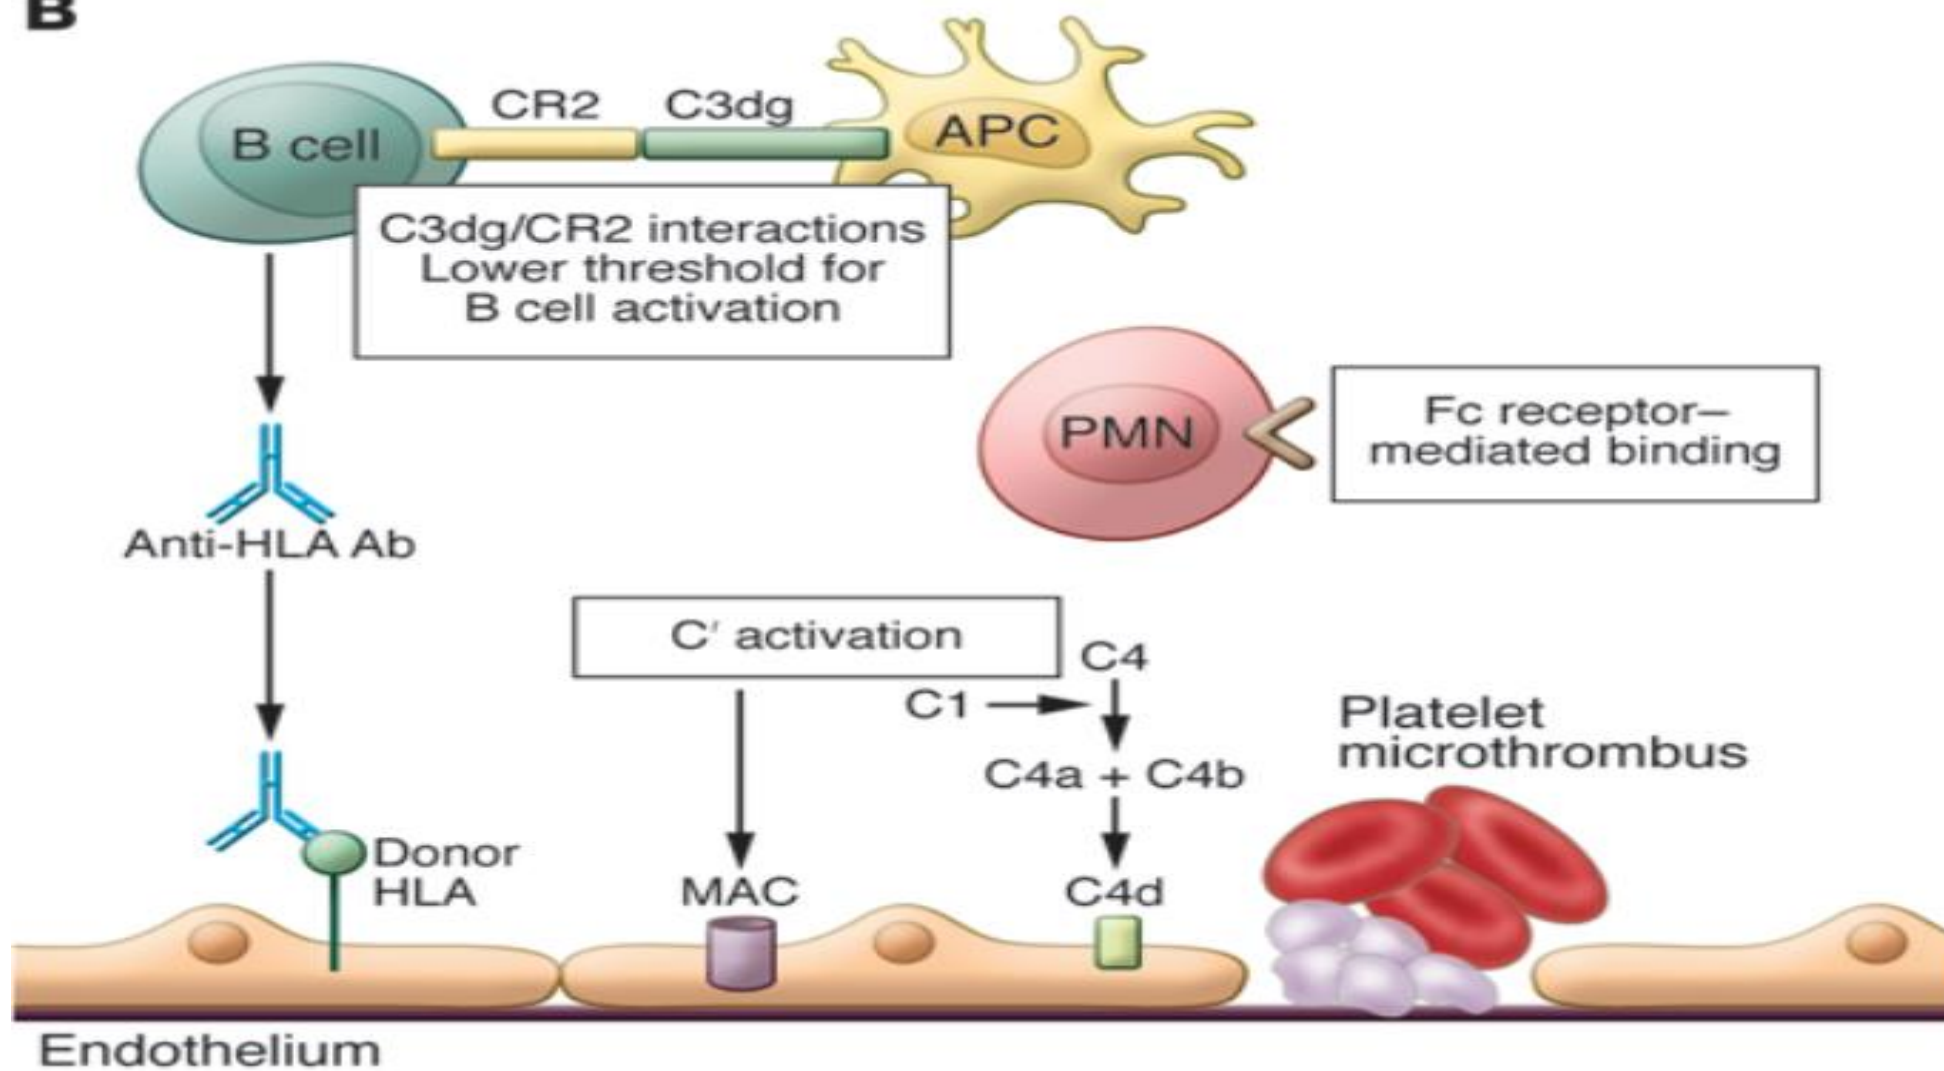 B
CR2
C3dg
B cell
APC
C3dg/CR2 interactions
Lower threshold for
B cell activation
PMN
Fc receptor–
mediated binding
Anti-HLA Ab
C′ activation
C4
C1
C4a + C4b
Platelet
microthrombus
Donor
HLA
MAC
C4d
Endothelium